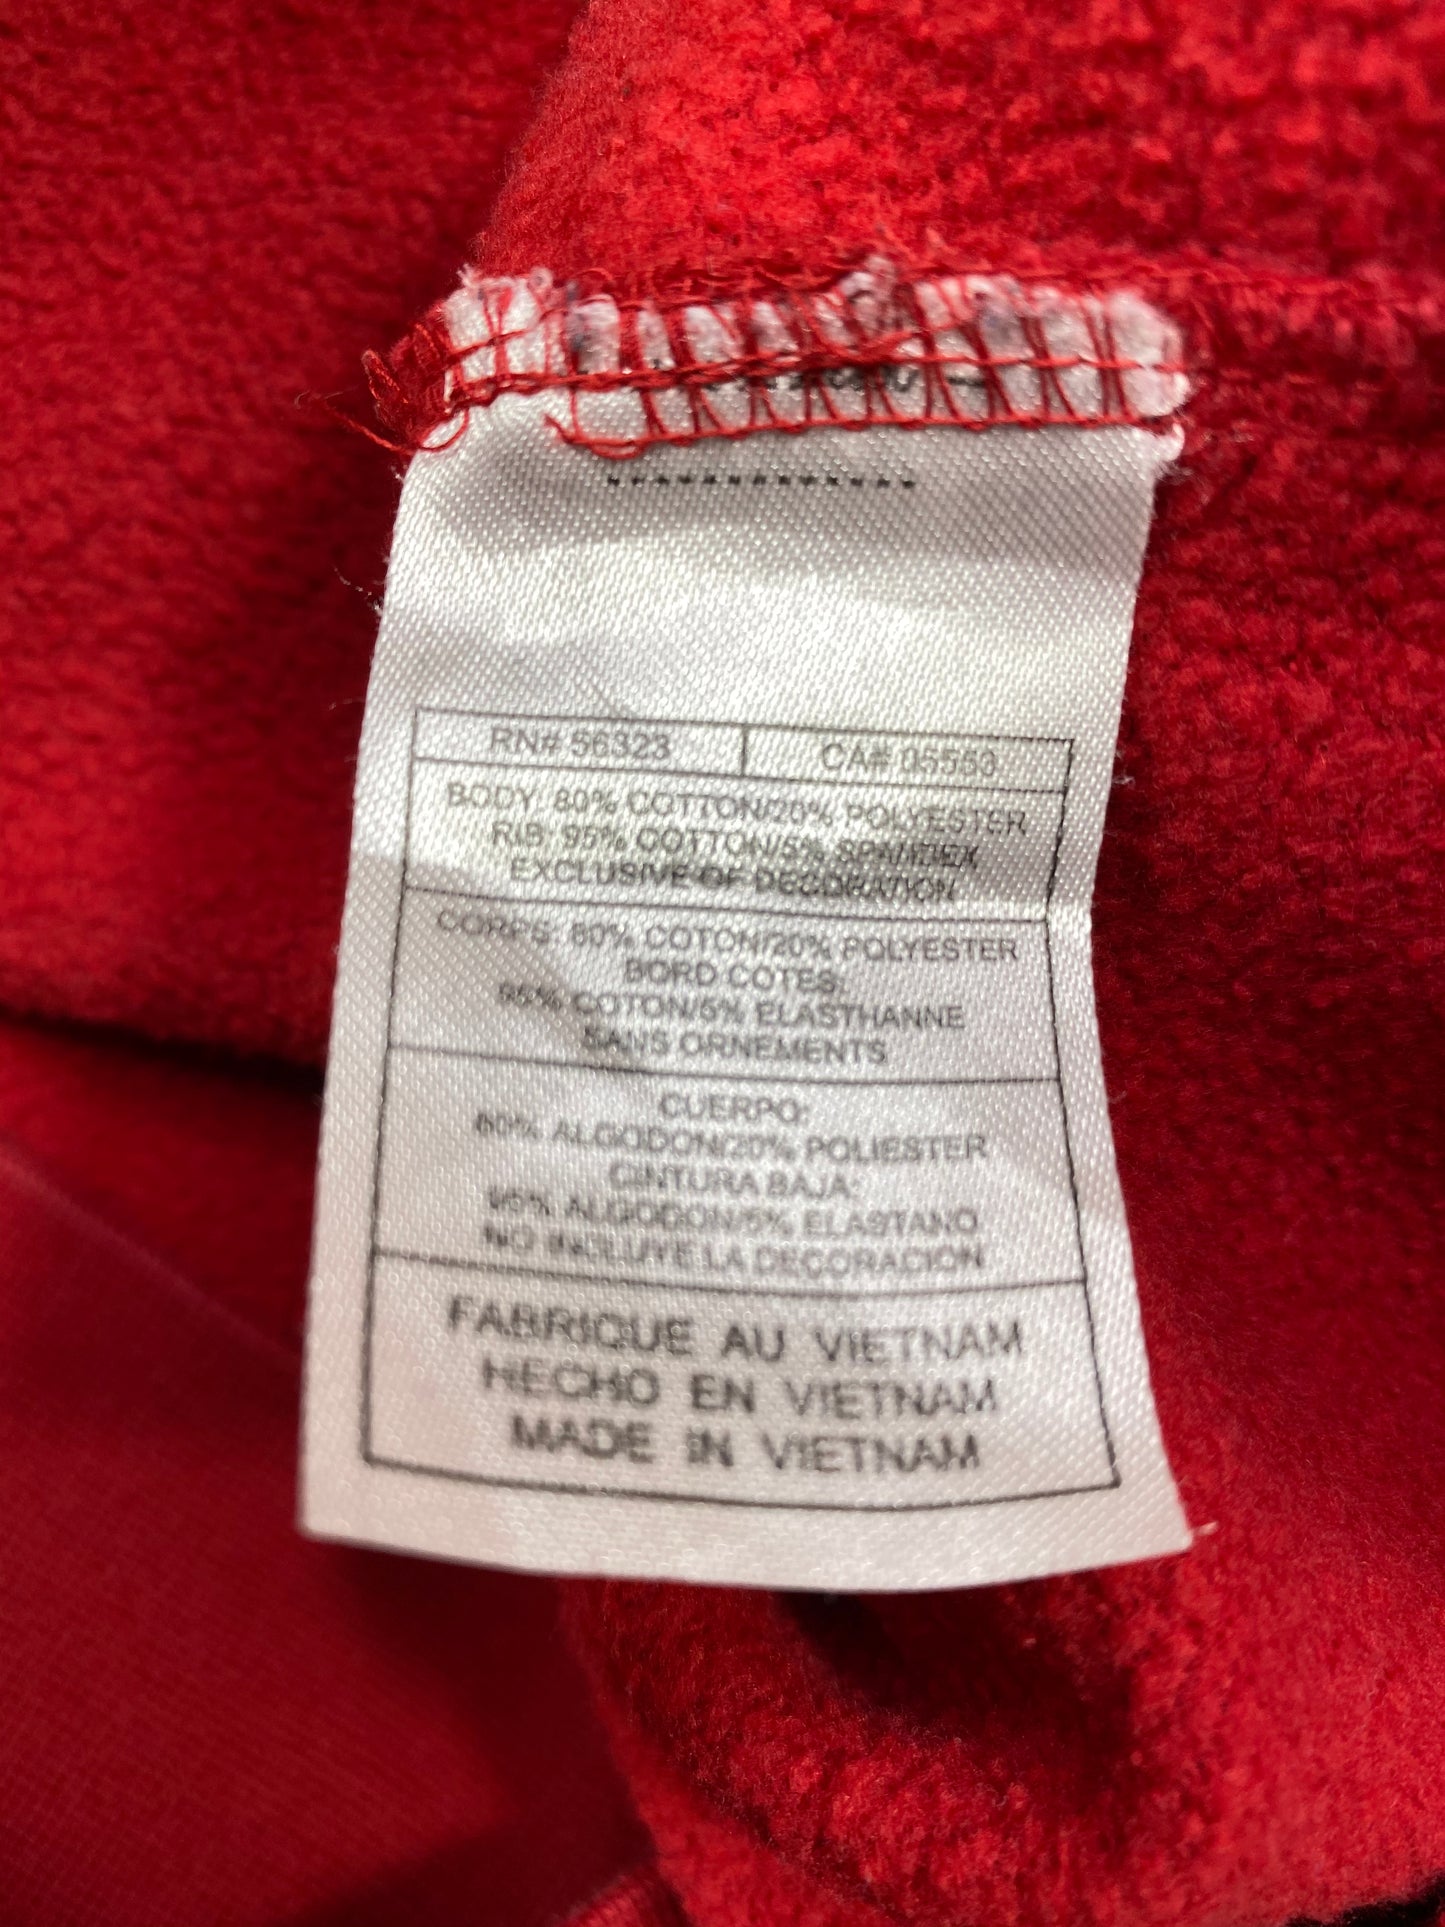 RN# 56323 CA# 05553
BODY: 80% COTTON/20% POLYESTER
RIB: 95% COTTON/5% SPANDEX
EXCLUSIVE OF DECORATION
CORPS: 80% COTON/20% POLYESTER
BORD COTES:
95% COTON/5% ELASTHANNE
SANS ORNEMENTS
CUERPO:
80% ALGODON/20% POLIESTER
CINTURA BAJA:
95% ALGODON/5% ELASTANO
NO INCLUYE LA DECORACION
FABRIQUE AU VIETNAM
HECHO EN VIETNAM
MADE IN VIETNAM